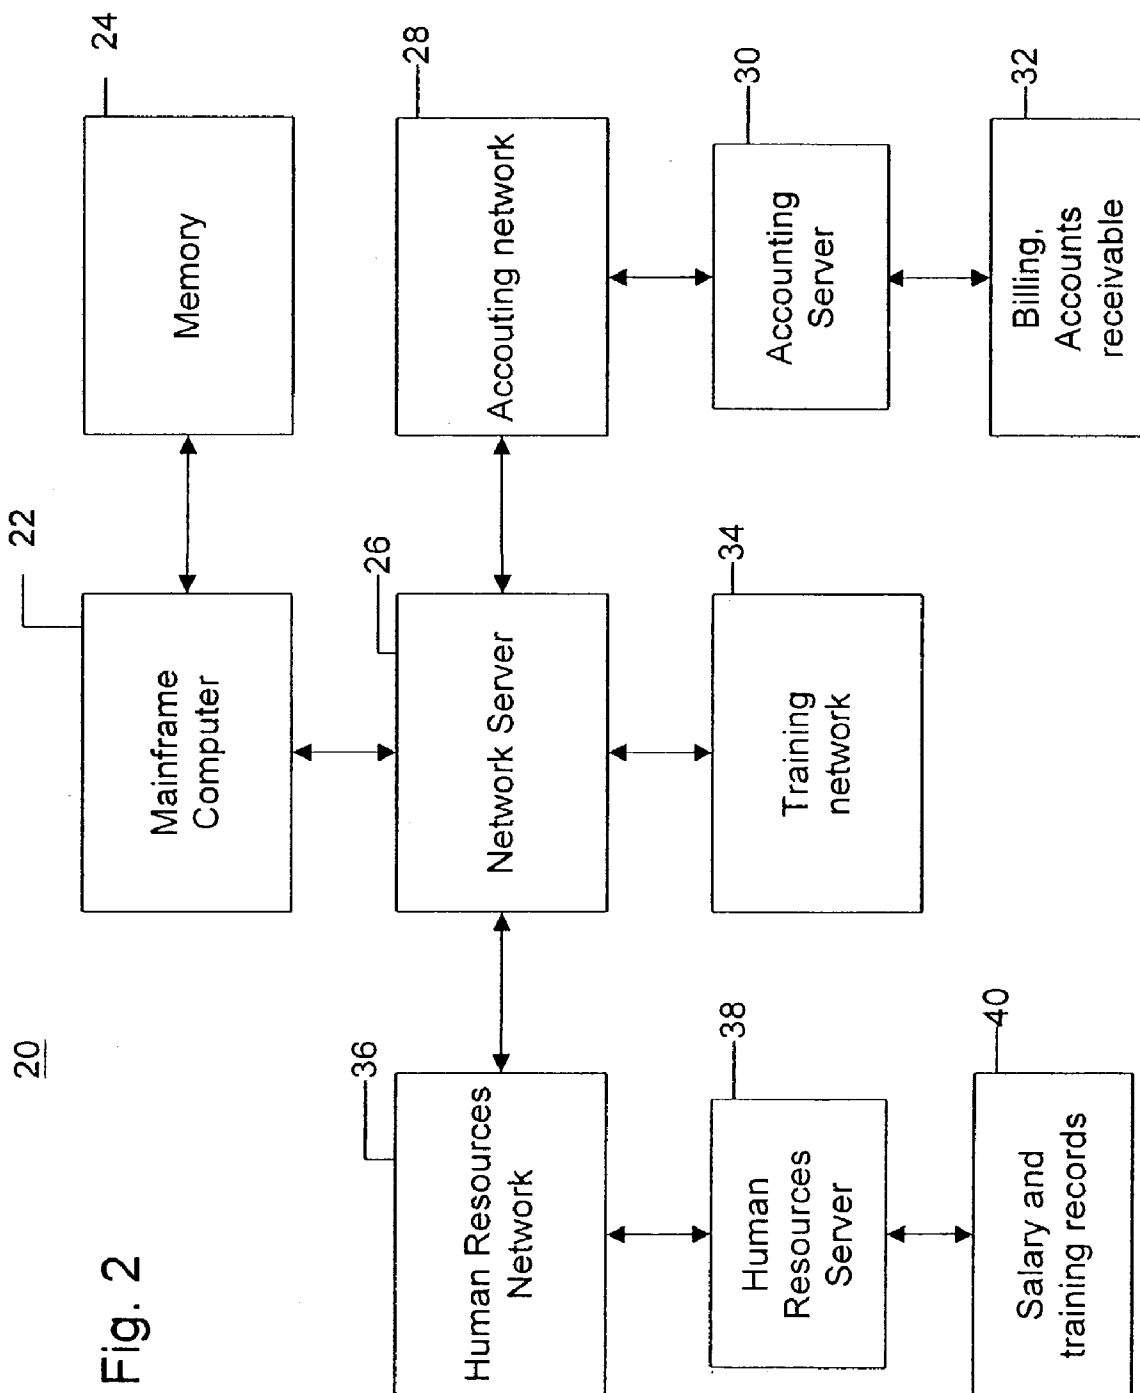 Fig. 2
20
22
Mainframe
Computer
24
Memory
36
Human Resources
Network
26
Network Server
28
Accouting network
38
Human
Resources
Server
34
Training
network
30
Accounting
Server
40
Salary and
training records
32
Billing,
Accounts
receivable